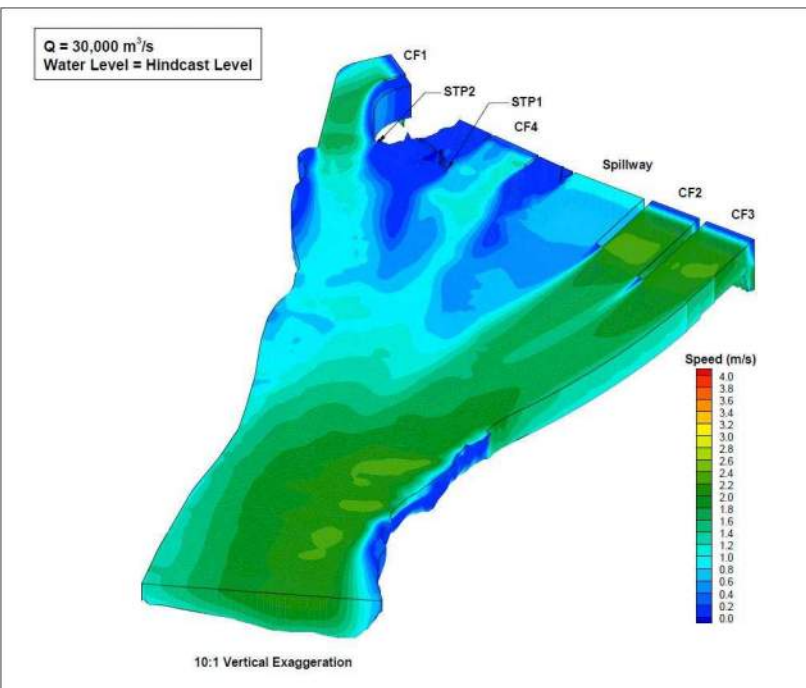 Q = 30,000 m³/s
Water Level = Hindcast Level
CF1
STP2
STP1
CF4
Spillway
CF2
CF3
Speed (m/s)
4.0
3.8
3.6
3.4
3.2
3.0
2.8
2.6
2.4
2.2
2.0
1.8
1.6
1.4
1.2
1.0
0.8
0.6
0.4
0.2
0.0
10:1 Vertical Exaggeration